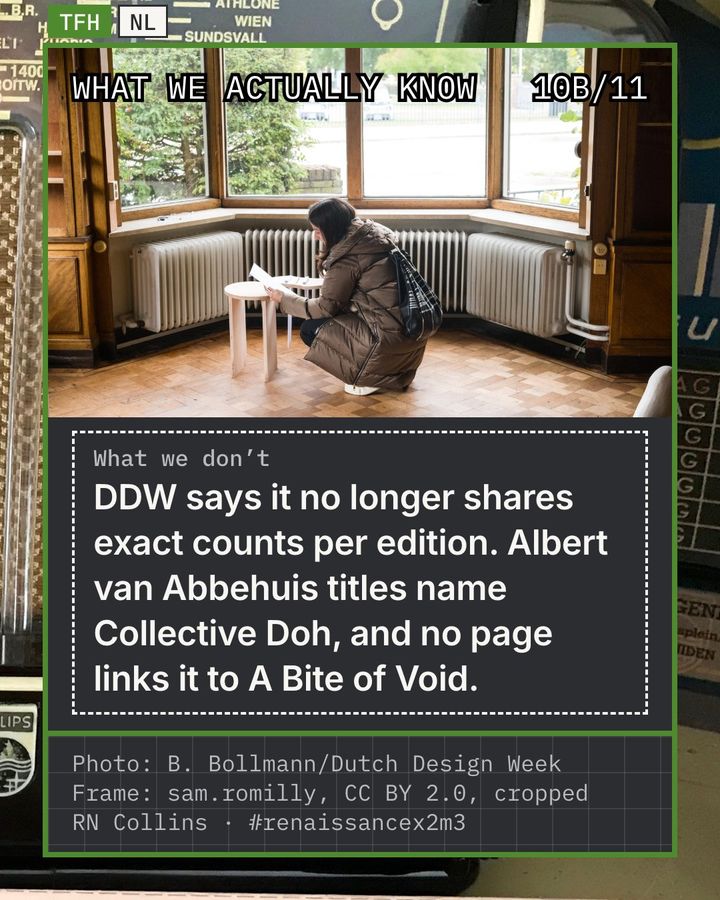 TFH NL
ATHLONE
WIEN
SUNDSVALL
1400
WHAT WE ACTUALLY KNOW 10B/11
What we don’t
DDW says it no longer shares
exact counts per edition. Albert
van Abbehuis titles name
Collective Doh, and no page
links it to A Bite of Void.
Photo: B. Bollmann/Dutch Design Week
Frame: sam.romilly, CC BY 2.0, cropped
RN Collins · #renaissancex2m3